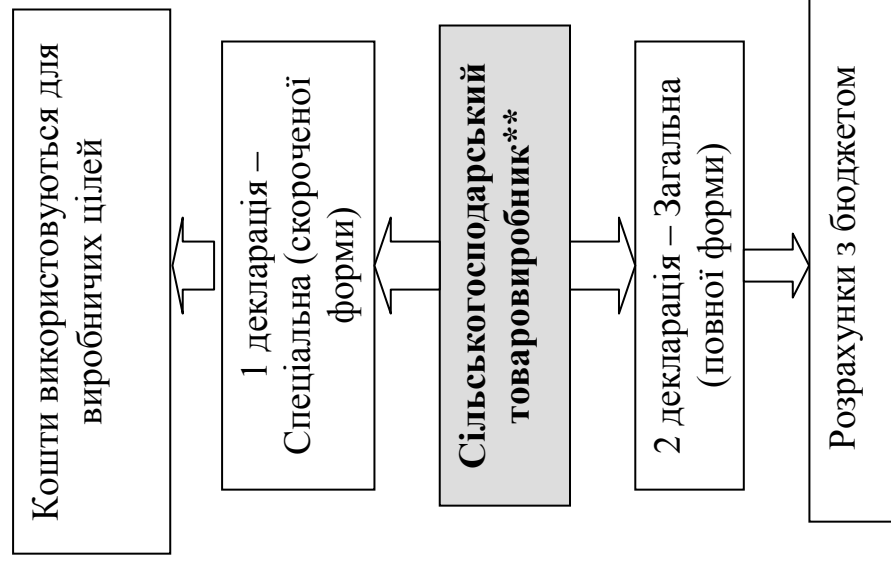 Кошти використовуються для
виробничих цілей
1 декларація –
Спеціальна (скороченої
форми)
Сільськогосподарський
товаровиробник**
2 декларація – Загальна
(повної форми)
Розрахунки з бюджетом